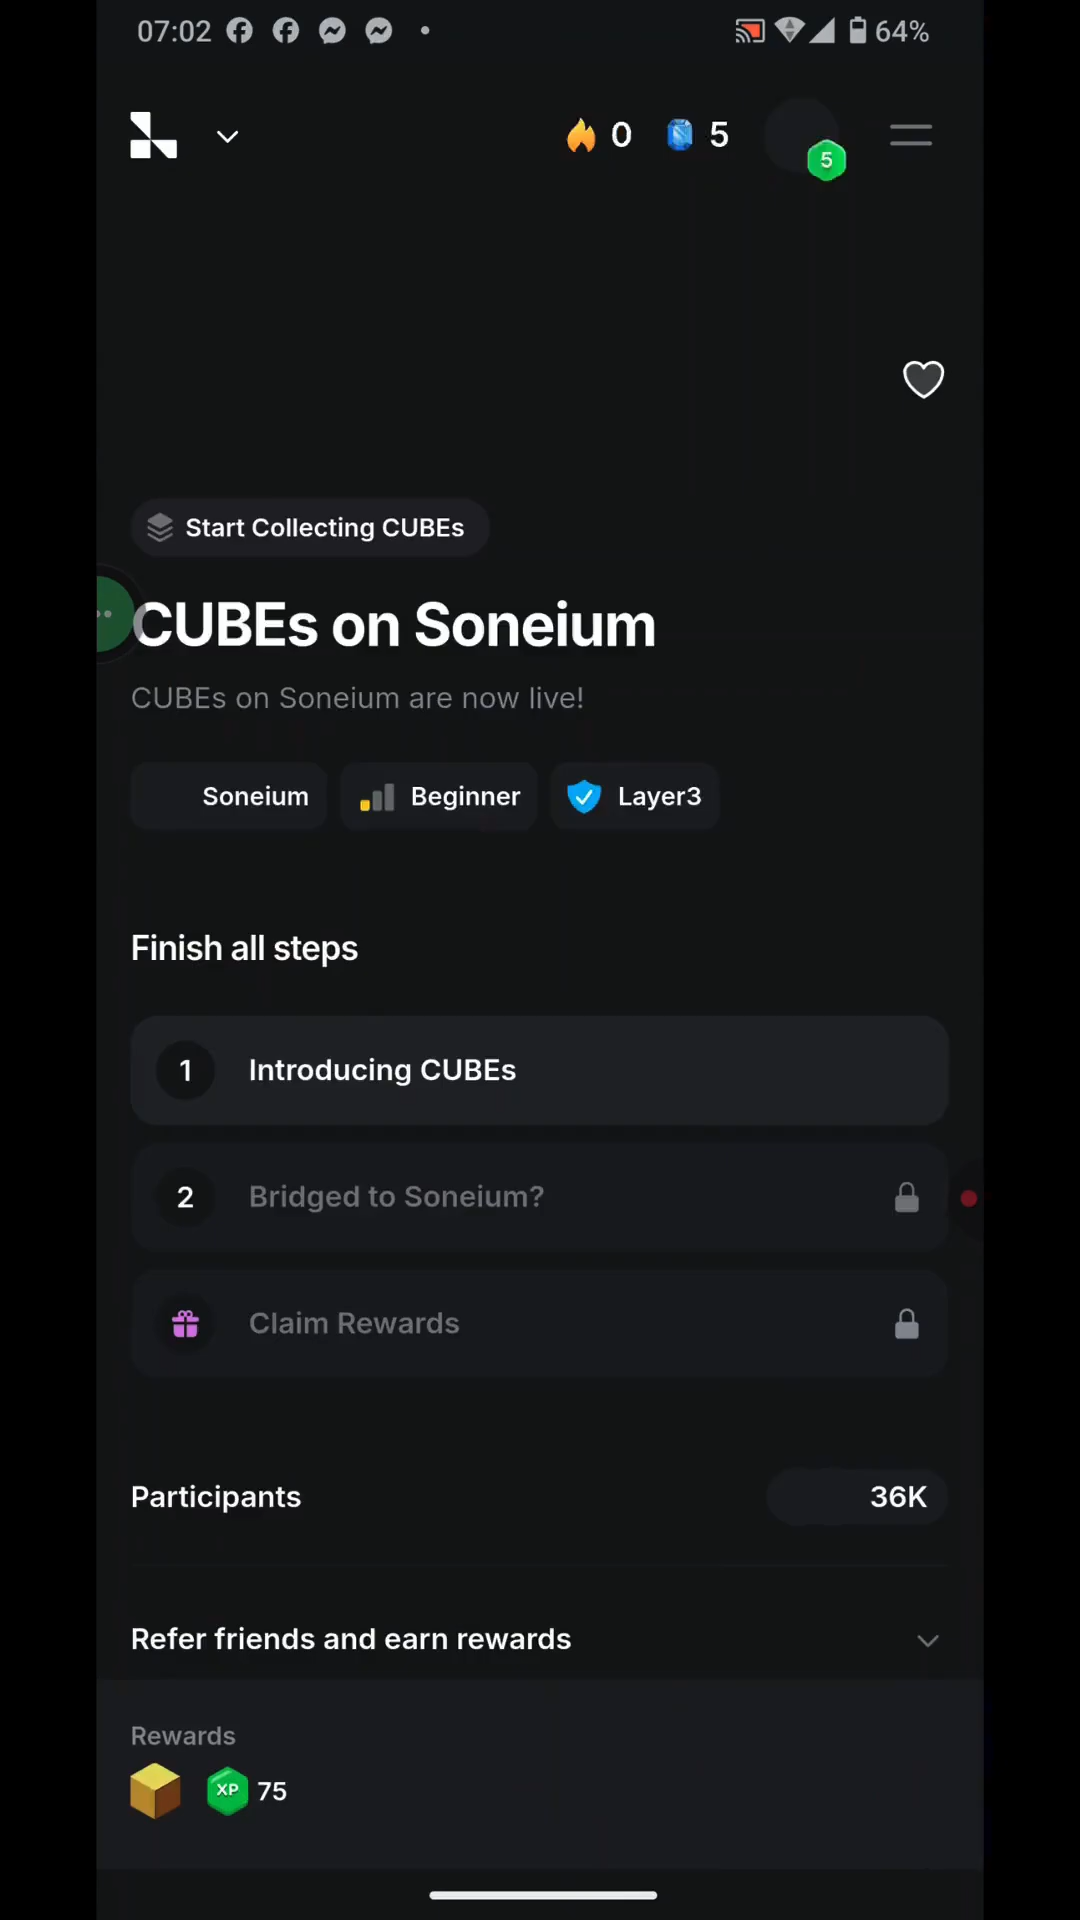 07:02
64%
0
5
5
Start Collecting CUBEs
CUBEs on Soneium
CUBEs on Soneium are now live!
Soneium
Beginner
Layer3
Finish all steps
1 Introducing CUBEs
2 Bridged to Soneium?
Claim Rewards
Participants
36K
Refer friends and earn rewards
Rewards
XP 75